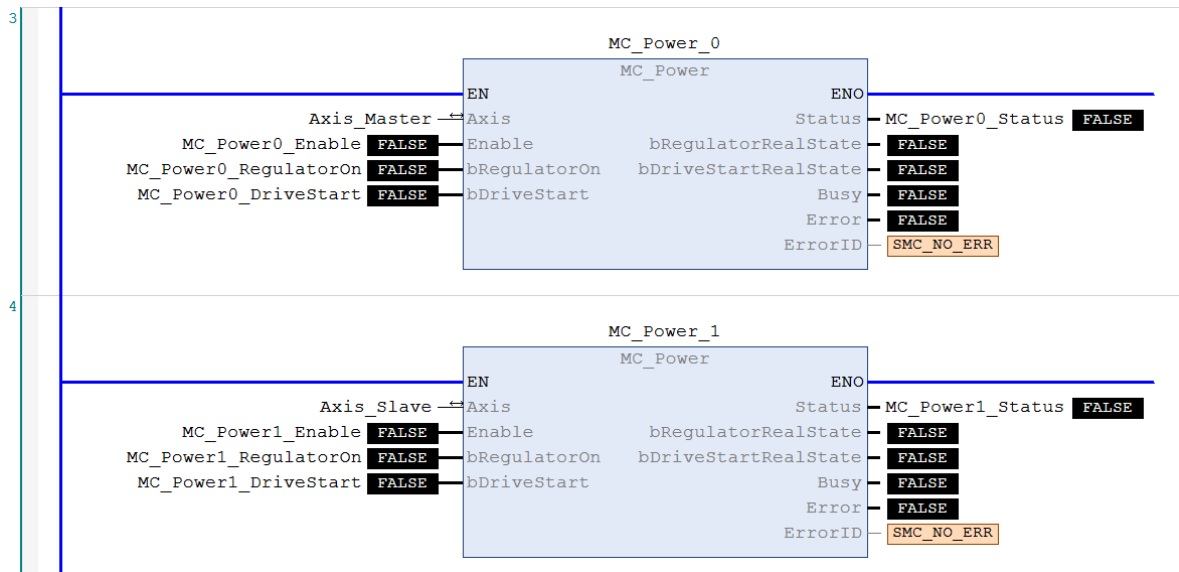 3
MC_Power_0
MC_Power
EN ENO
Axis_Master Axis Status MC_Power0_Status FALSE
MC_Power0_Enable FALSE Enable bRegulatorRealState FALSE
MC_Power0_RegulatorOn FALSE bRegulatorOn bDriveStartRealState FALSE
MC_Power0_DriveStart FALSE bDriveStart Busy FALSE
Error FALSE
ErrorID SMC_NO_ERR
4
MC_Power_1
MC_Power
EN ENO
Axis_Slave Axis Status MC_Power1_Status FALSE
MC_Power1_Enable FALSE Enable bRegulatorRealState FALSE
MC_Power1_RegulatorOn FALSE bRegulatorOn bDriveStartRealState FALSE
MC_Power1_DriveStart FALSE bDriveStart Busy FALSE
Error FALSE
ErrorID SMC_NO_ERR